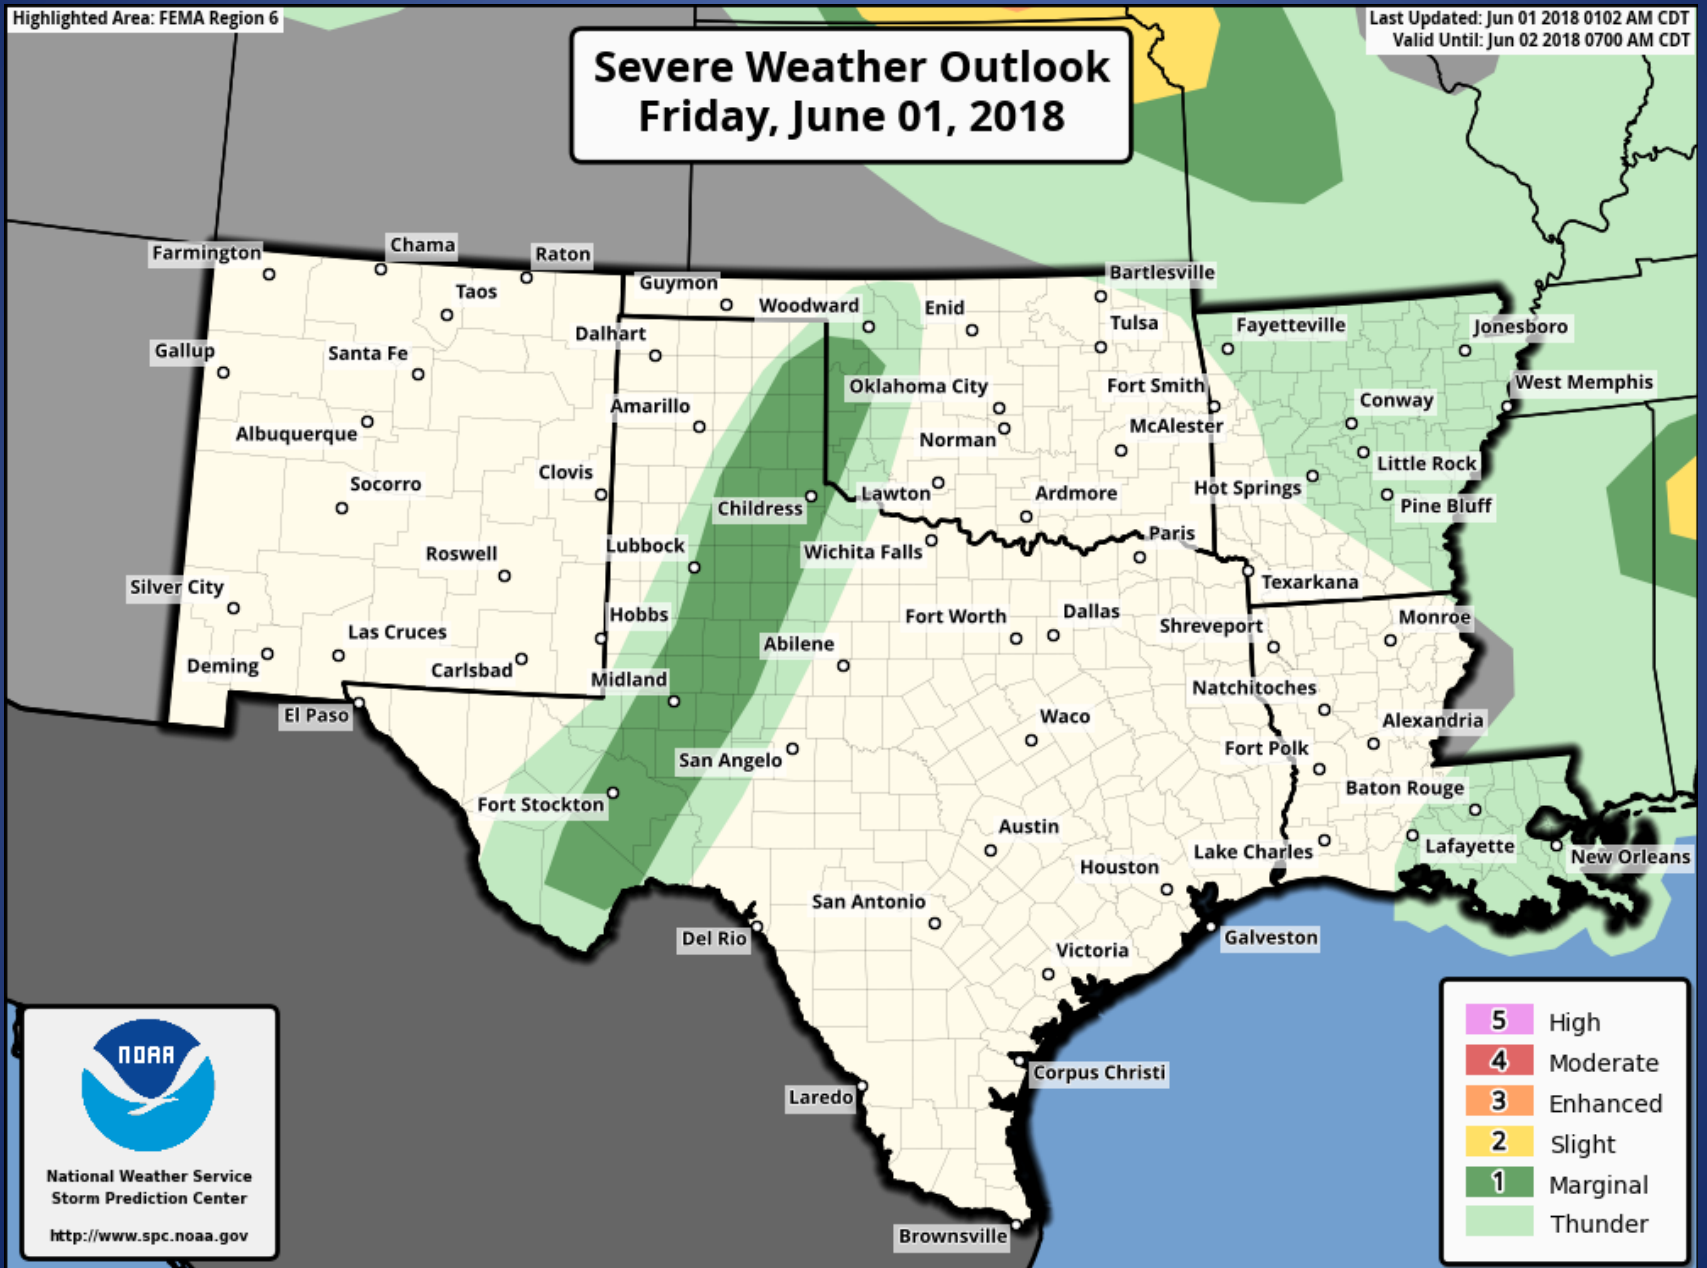 Highlighted Area: FEMA Region 6
Last Updated: Jun 01 2018 0102 AM CDT
Valid Until: Jun 02 2018 0700 AM CDT
Severe Weather Outlook
Friday, June 01, 2018
Farmington
Chama
Raton
Taos
Guymon
Woodward
Enid
Bartlesville
Tulsa
Fayetteville
Jonesboro
Gallup
Santa Fe
Dalhart
Oklahoma City
Fort Smith
West Memphis
Amarillo
Conway
Albuquerque
Norman
McAlester
Socorro
Clovis
Little Rock
Childress
Lawton
Ardmore
Hot Springs
Pine Bluff
Roswell
Lubbock
Wichita Falls
Paris
Silver City
Texarkana
Las Cruces
Hobbs
Fort Worth
Dallas
Shreveport
Monroe
Deming
Carlsbad
Midland
Abilene
Natchitoches
El Paso
Waco
Alexandria
San Angelo
Fort Polk
Fort Stockton
Baton Rouge
Austin
Lake Charles
Lafayette
New Orleans
Houston
San Antonio
Del Rio
Victoria
Galveston
Corpus Christi
Laredo
Brownsville
NOAA
National Weather Service
Storm Prediction Center
http://www.spc.noaa.gov
5 High
4 Moderate
3 Enhanced
2 Slight
1 Marginal
Thunder